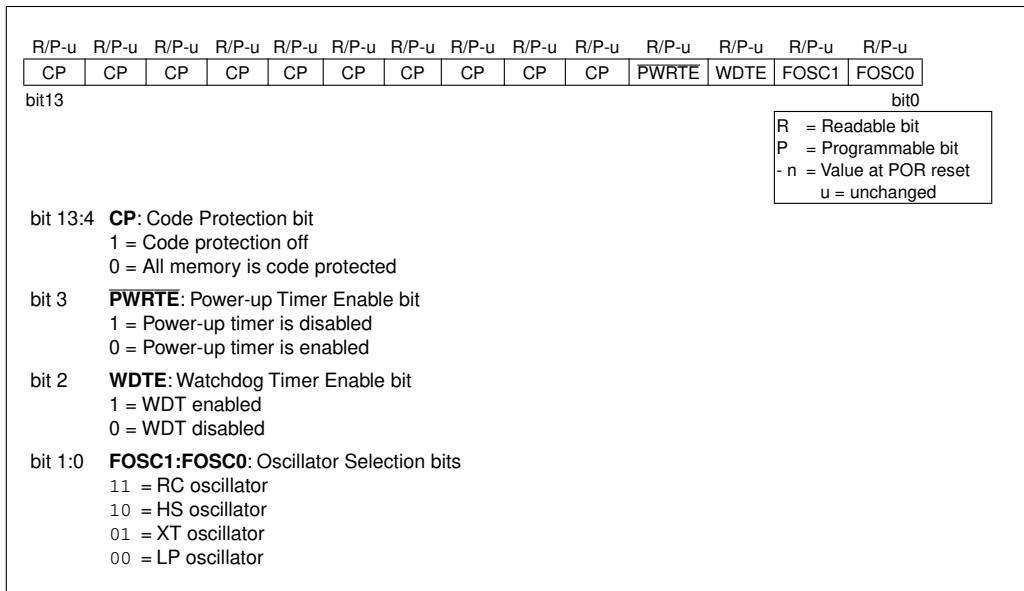 R/P-u R/P-u R/P-u R/P-u R/P-u R/P-u R/P-u R/P-u R/P-u R/P-u R/P-u R/P-u R/P-u R/P-u
CP CP CP CP CP CP CP CP CP CP P̅W̅R̅T̅E̅ WDTE FOSC1 FOSC0
bit13 bit0
R = Readable bit
P = Programmable bit
- n = Value at POR reset
u = unchanged
bit 13:4 CP: Code Protection bit
1 = Code protection off
0 = All memory is code protected
bit 3 P̅W̅R̅T̅E̅: Power-up Timer Enable bit
1 = Power-up timer is disabled
0 = Power-up timer is enabled
bit 2 WDTE: Watchdog Timer Enable bit
1 = WDT enabled
0 = WDT disabled
bit 1:0 FOSC1:FOSC0: Oscillator Selection bits
11 = RC oscillator
10 = HS oscillator
01 = XT oscillator
00 = LP oscillator